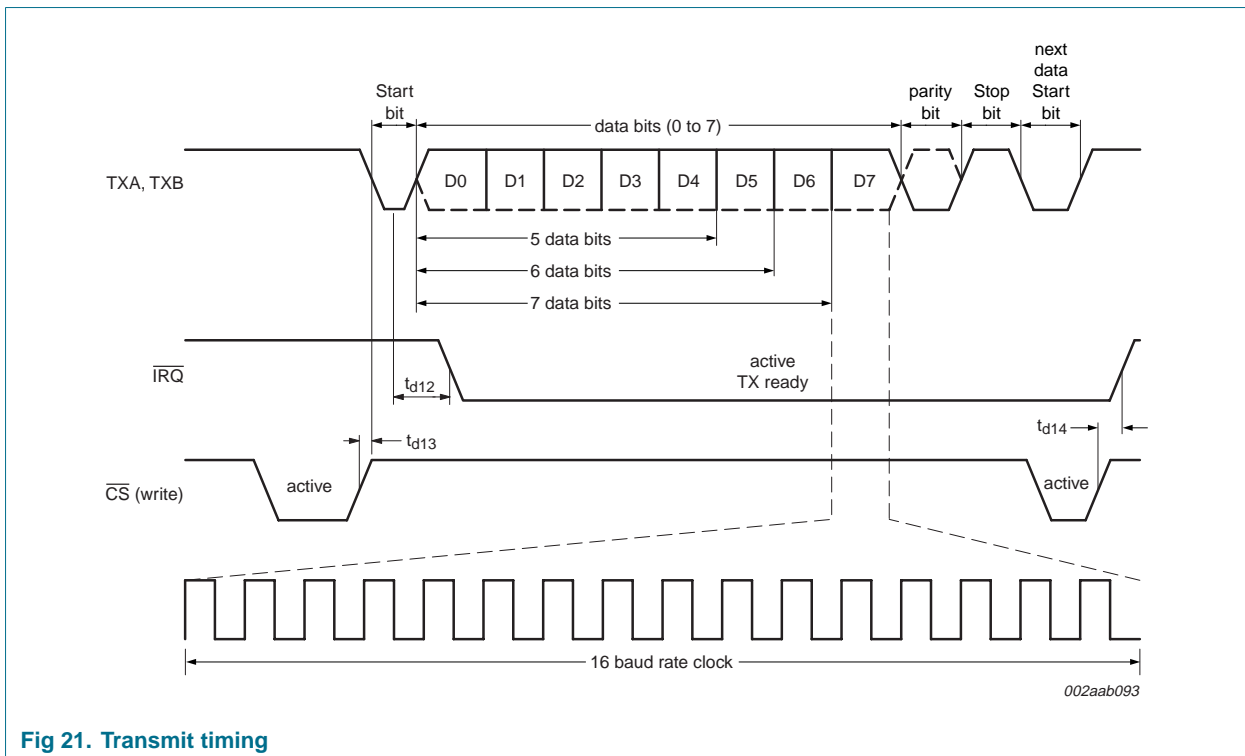 Start
bit
data bits (0 to 7)
parity
bit
Stop
bit
next
data
Start
bit
TXA, TXB
D0 D1 D2 D3 D4 D5 D6 D7
5 data bits
6 data bits
7 data bits
IRQ
active
TX ready
td12
td13
td14
CS (write)
active
active
16 baud rate clock
002aab093
Fig 21. Transmit timing